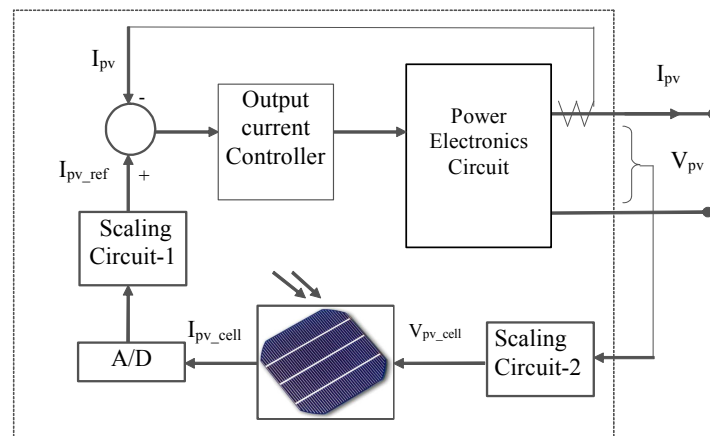 I_pv
-
Output
current
Controller
Power
Electronics
Circuit
I_pv
V_pv
I_pv_ref
+
Scaling
Circuit-1
A/D
I_pv_cell
V_pv_cell
Scaling
Circuit-2